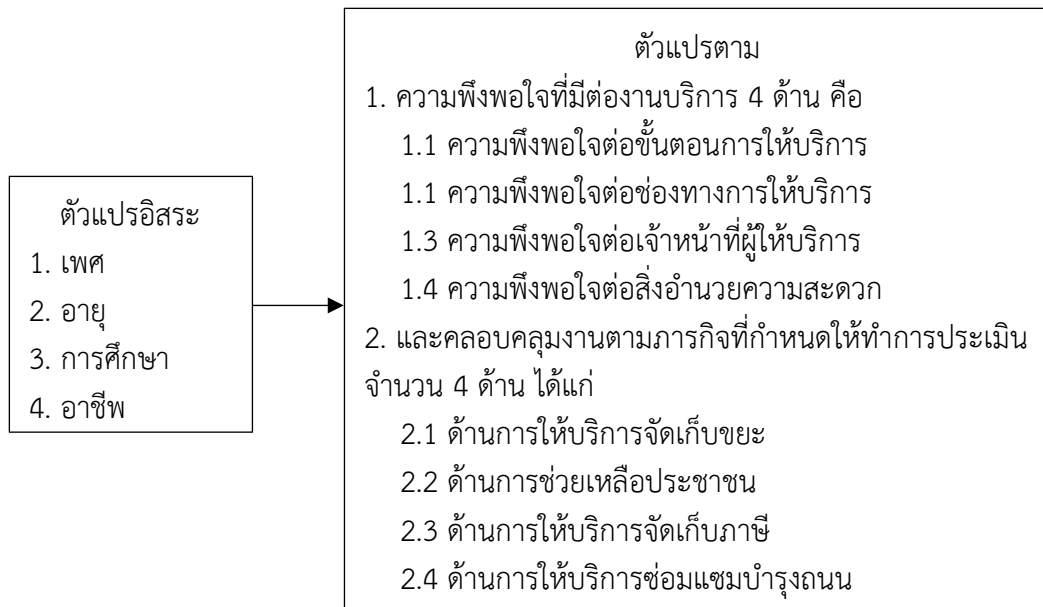 ตัวแปรอิสระ
1. เพศ
2. อายุ
3. การศึกษา
4. อาชีพ
ตัวแปรตาม
1. ความพึงพอใจที่มีต่องานบริการ 4 ด้าน คือ
1.1 ความพึงพอใจต่อขั้นตอนการให้บริการ
1.1 ความพึงพอใจต่อช่องทางการให้บริการ
1.3 ความพึงพอใจต่อเจ้าหน้าที่ผู้ให้บริการ
1.4 ความพึงพอใจต่อสิ่งอำนวยความสะดวก
2. และคลอบคลุมงานตามภารกิจที่กำหนดให้ทำการประเมิน
จำนวน 4 ด้าน ได้แก่
2.1 ด้านการให้บริการจัดเก็บขยะ
2.2 ด้านการช่วยเหลือประชาชน
2.3 ด้านการให้บริการจัดเก็บภาษี
2.4 ด้านการให้บริการซ่อมแซมบำรุงถนน